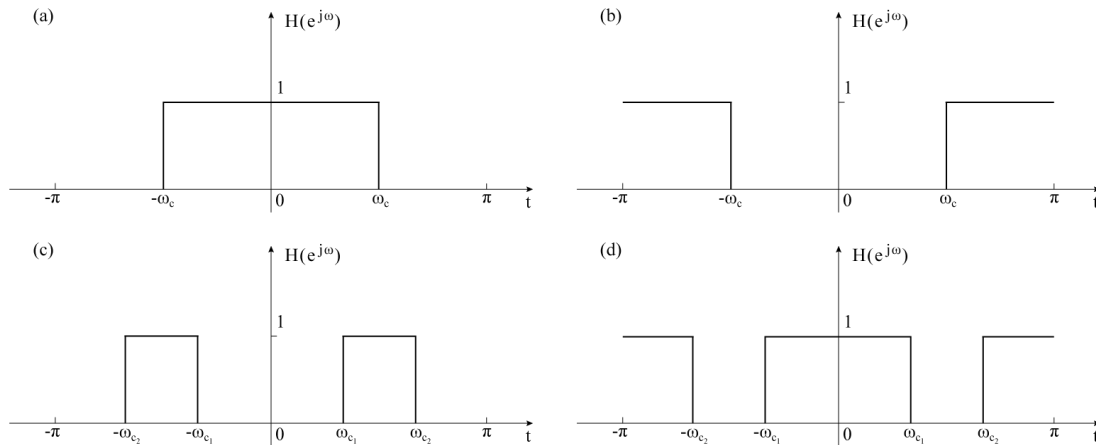 (a) H(e^{jω})
1
-π -ω_c 0 ω_c π t
(b) H(e^{jω})
1
-π -ω_c 0 ω_c π t
(c) H(e^{jω})
1
-π -ω_{c_2} -ω_{c_1} 0 ω_{c_1} ω_{c_2} π t
(d) H(e^{jω})
1
-π -ω_{c_2} -ω_{c_1} 0 ω_{c_1} ω_{c_2} π t